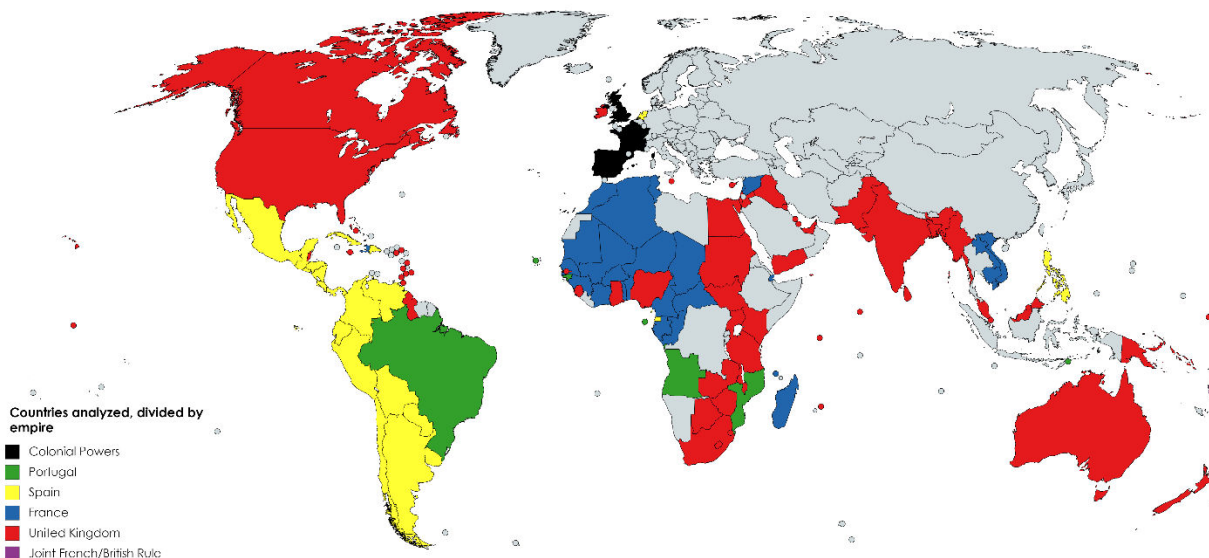 Countries analyzed, divided by
empire
Colonial Powers
Portugal
Spain
France
United Kingdom
Joint French/British Rule